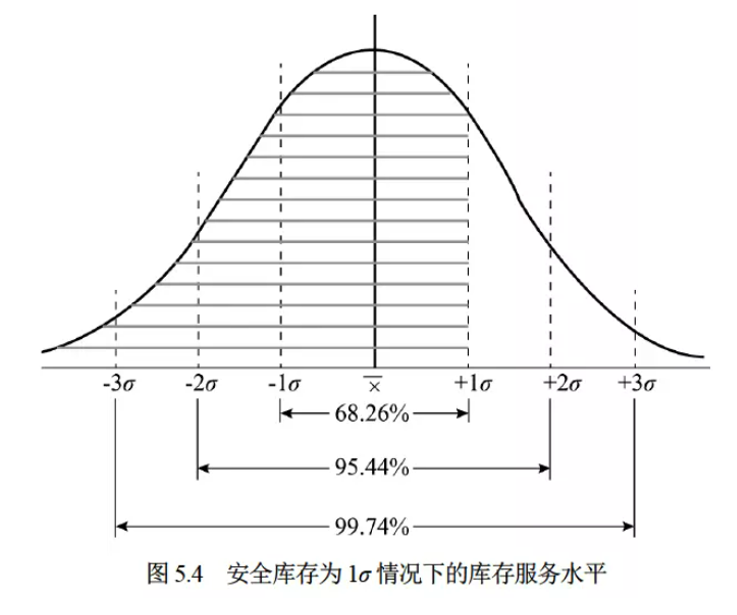 -3σ -2σ -1σ x̄ +1σ +2σ +3σ
68.26%
95.44%
99.74%
图 5.4 安全库存为 1σ 情况下的库存服务水平